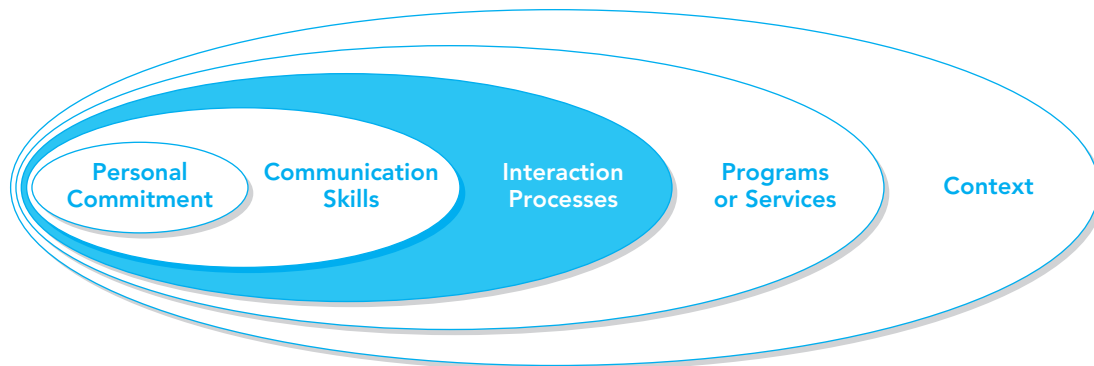 Personal
Commitment
Communication
Skills
Interaction
Processes
Programs
or Services
Context